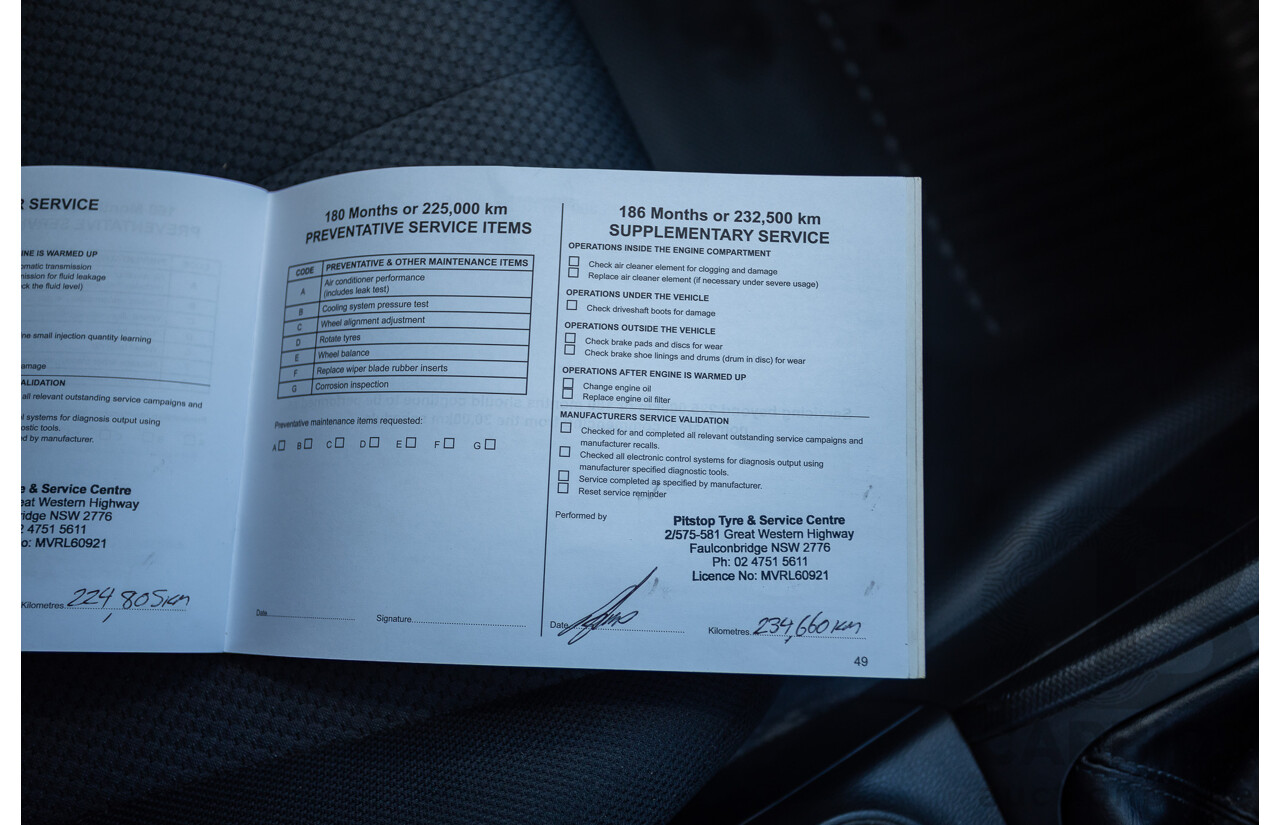 SERVICE
INE IS WARMED UP
omatic transmission
mission for fluid leakage
ck the fluid level)
ne small injection quantity learning
amage
ALIDATION
all relevant outstanding service campaigns and
l systems for diagnosis output using
ostic tools.
d by manufacturer.
e & Service Centre
eat Western Highway
ridge NSW 2776
2 4751 5611
o: MVRL60921
Kilometres 224,805km
180 Months or 225,000 km
PREVENTATIVE SERVICE ITEMS
CODE PREVENTATIVE & OTHER MAINTENANCE ITEMS
A Air conditioner performance
(includes leak test)
B Cooling system pressure test
C Wheel alignment adjustment
D Rotate tyres
E Wheel balance
F Replace wiper blade rubber inserts
G Corrosion inspection
Preventative maintenance items requested:
A B C D E F G
Date Signature
186 Months or 232,500 km
SUPPLEMENTARY SERVICE
OPERATIONS INSIDE THE ENGINE COMPARTMENT
Check air cleaner element for clogging and damage
Replace air cleaner element (if necessary under severe usage)
OPERATIONS UNDER THE VEHICLE
Check driveshaft boots for damage
OPERATIONS OUTSIDE THE VEHICLE
Check brake pads and discs for wear
Check brake shoe linings and drums (drum in disc) for wear
OPERATIONS AFTER ENGINE IS WARMED UP
Change engine oil
Replace engine oil filter
MANUFACTURERS SERVICE VALIDATION
Checked for and completed all relevant outstanding service campaigns and
manufacturer recalls.
Checked all electronic control systems for diagnosis output using
manufacturer specified diagnostic tools.
Service completed as specified by manufacturer.
Reset service reminder
Performed by
Pitstop Tyre & Service Centre
2/575-581 Great Western Highway
Faulconbridge NSW 2776
Ph: 02 4751 5611
Licence No: MVRL60921
Date Kilometres 234,660 km
49